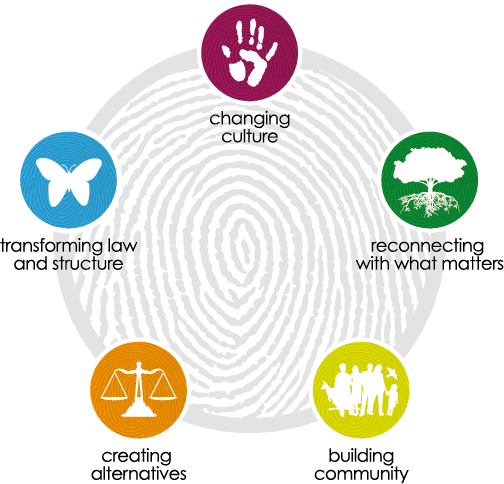 changing
culture
transforming law
and structure
reconnecting
with what matters
creating
alternatives
building
community